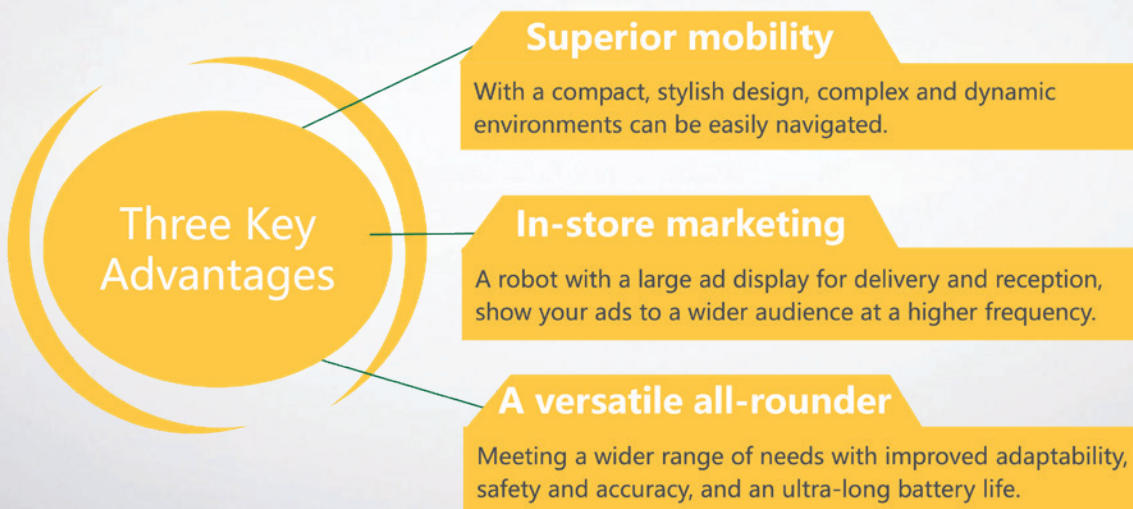 Three Key
Advantages
Superior mobility
With a compact, stylish design, complex and dynamic
environments can be easily navigated.
In-store marketing
A robot with a large ad display for delivery and reception,
show your ads to a wider audience at a higher frequency.
A versatile all-rounder
Meeting a wider range of needs with improved adaptability,
safety and accuracy, and an ultra-long battery life.